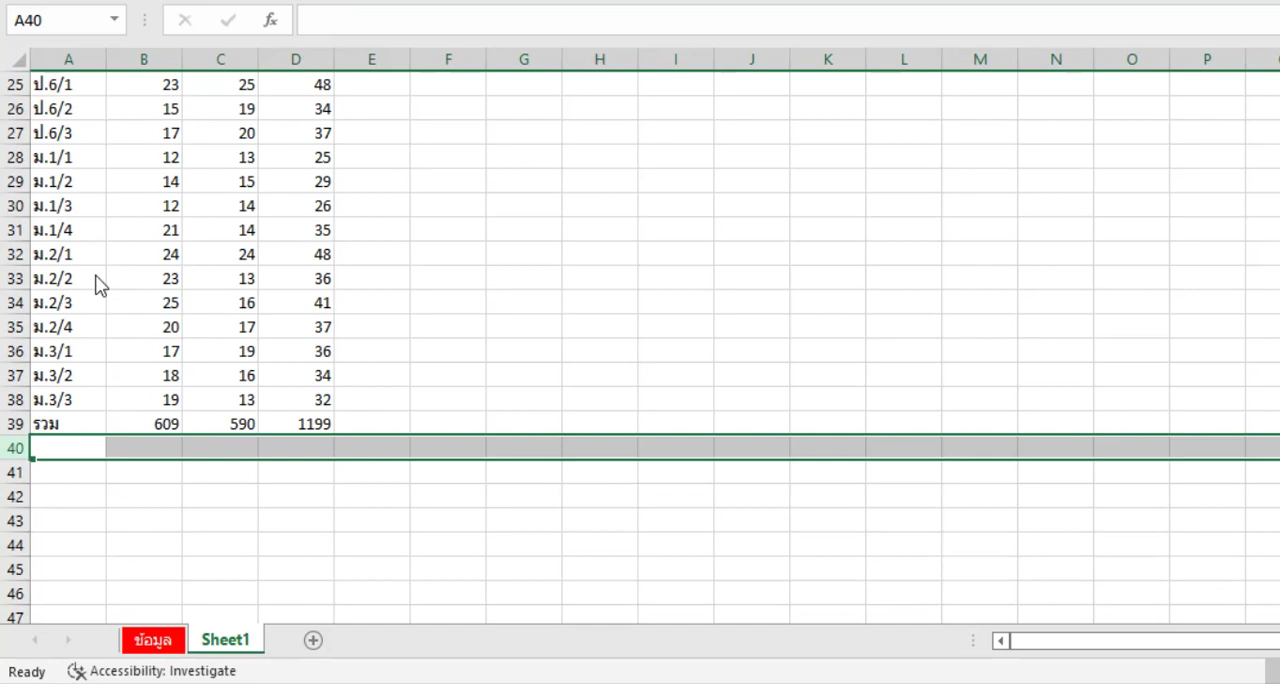 A40
fx
A B C D E F G H I J K L M N O P
25 ป.6/1 23 25 48
26 ป.6/2 15 19 34
27 ป.6/3 17 20 37
28 ม.1/1 12 13 25
29 ม.1/2 14 15 29
30 ม.1/3 12 14 26
31 ม.1/4 21 14 35
32 ม.2/1 24 24 48
33 ม.2/2 23 13 36
34 ม.2/3 25 16 41
35 ม.2/4 20 17 37
36 ม.3/1 17 19 36
37 ม.3/2 18 16 34
38 ม.3/3 19 13 32
39 รวม 609 590 1199
40
41
42
43
44
45
46
47
ข้อมูล Sheet1
Ready Accessibility: Investigate